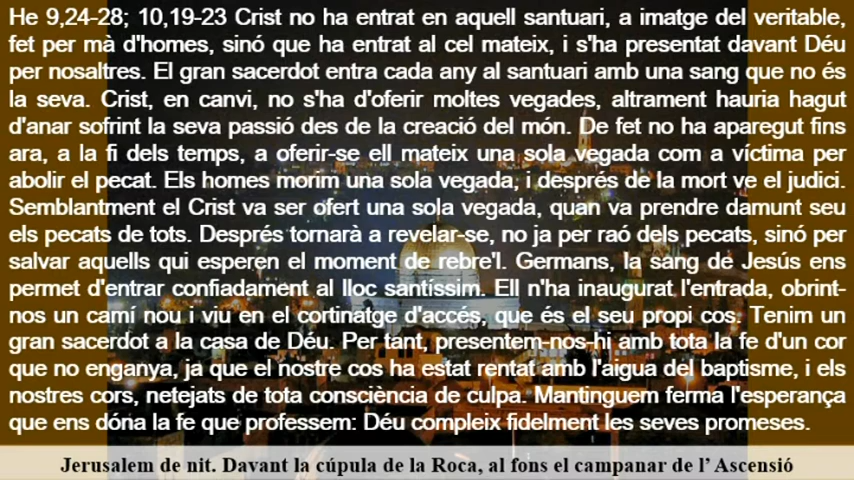 He 9,24-28; 10,19-23 Crist no ha entrat en aquell santuari, a imatge del veritable,
fet per mà d'homes, sinó que ha entrat al cel mateix, i s'ha presentat davant Déu
per nosaltres. El gran sacerdot entra cada any al santuari amb una sang que no és
la seva. Crist, en canvi, no s'ha d'oferir moltes vegades, altrament hauria hagut
d'anar sofrint la seva passió des de la creació del món. De fet no ha aparegut fins
ara, a la fi dels temps, a oferir-se ell mateix una sola vegada com a víctima per
abolir el pecat. Els homes morim una sola vegada, i després de la mort ve el judici.
Semblantment el Crist va ser ofert una sola vegada, quan va prendre damunt seu
els pecats de tots. Després tornarà a revelar-se, no ja per raó dels pecats, sinó per
salvar aquells qui esperen el moment de rebre'l. Germans, la sang de Jesús ens
permet d'entrar confiadament al lloc santíssim. Ell n'ha inaugurat l'entrada, obrint-
nos un camí nou i viu en el cortinatge d'accés, que és el seu propi cos. Tenim un
gran sacerdot a la casa de Déu. Per tant, presentem-nos-hi amb tota la fe d'un cor
que no enganya, ja que el nostre cos ha estat rentat amb l'aigua del baptisme, i els
nostres cors, netejats de tota consciència de culpa. Mantinguem ferma l'esperança
que ens dóna la fe que professem: Déu compleix fidelment les seves promeses.
Jerusalem de nit. Davant la cúpula de la Roca, al fons el campanar de l' Ascensió